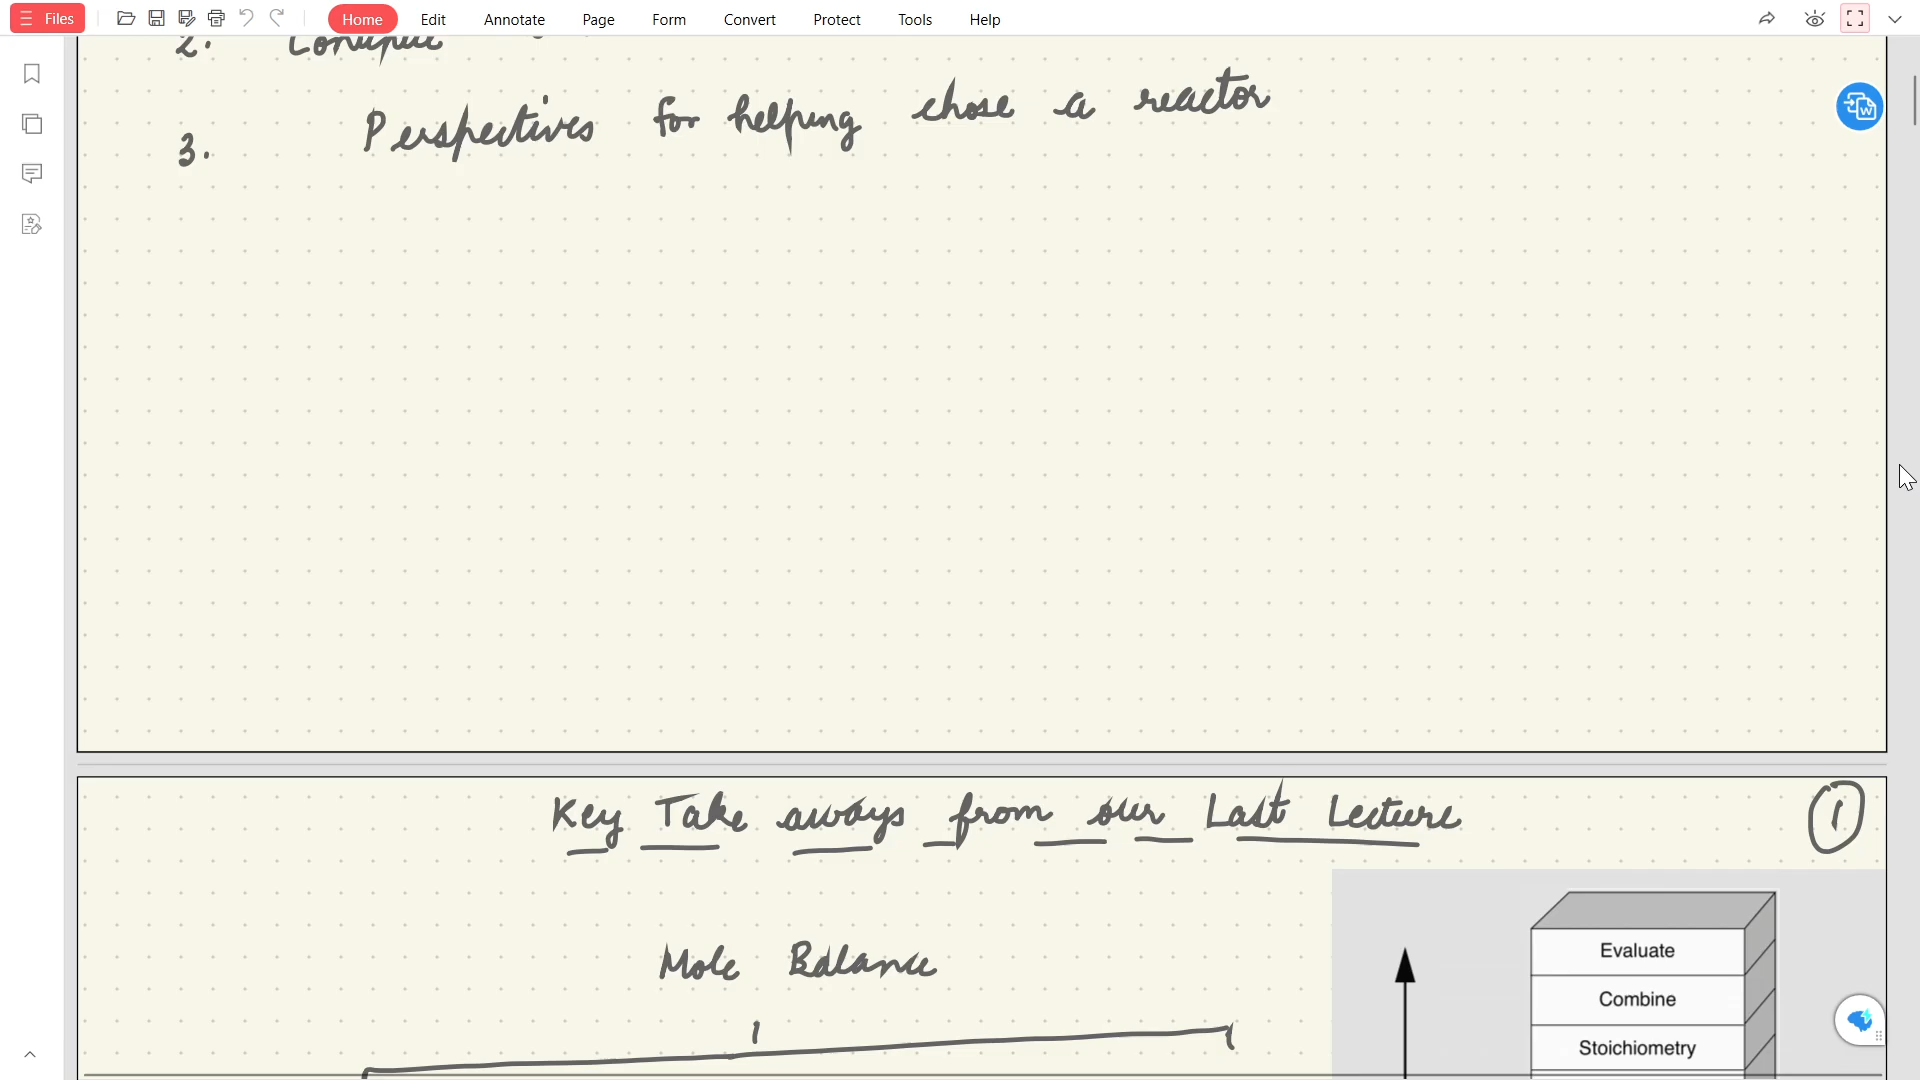 Files Home Edit Annotate Page Form Convert Protect Tools Help
2.
3. Perspectives for helping chose a reactor
Key Take aways from our Last Lecture 1
Mole Balance
Evaluate
Combine
Stoichiometry